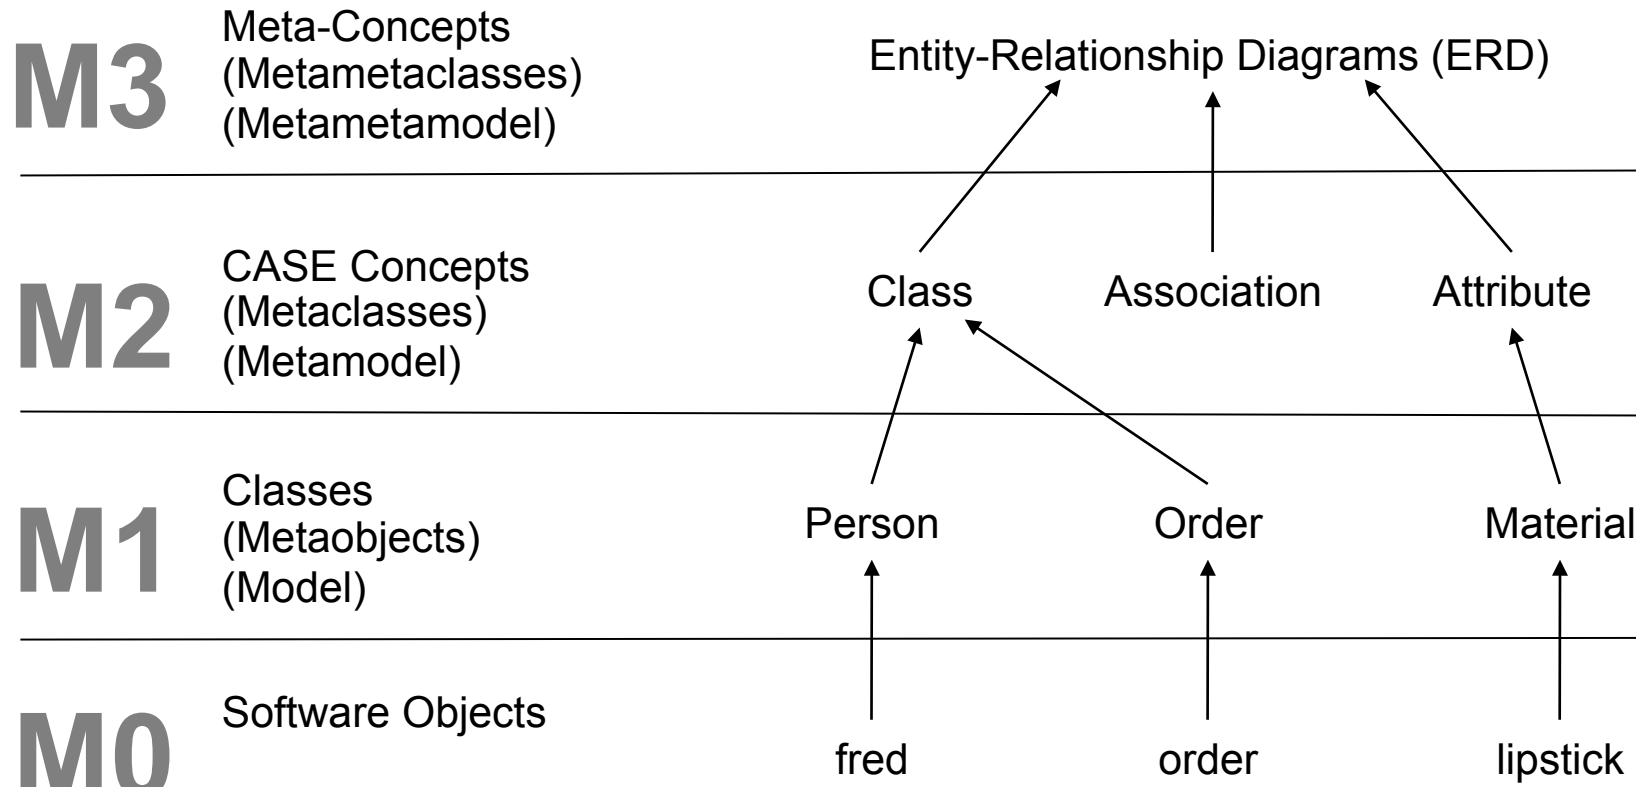 M3
Meta-Concepts
(Metametaclasses)
(Metametamodel)
Entity-Relationship Diagrams (ERD)
M2
CASE Concepts
(Metaclasses)
(Metamodel)
Class Association Attribute
M1
Classes
(Metaobjects)
(Model)
Person Order Material
M0
Software Objects
fred order lipstick